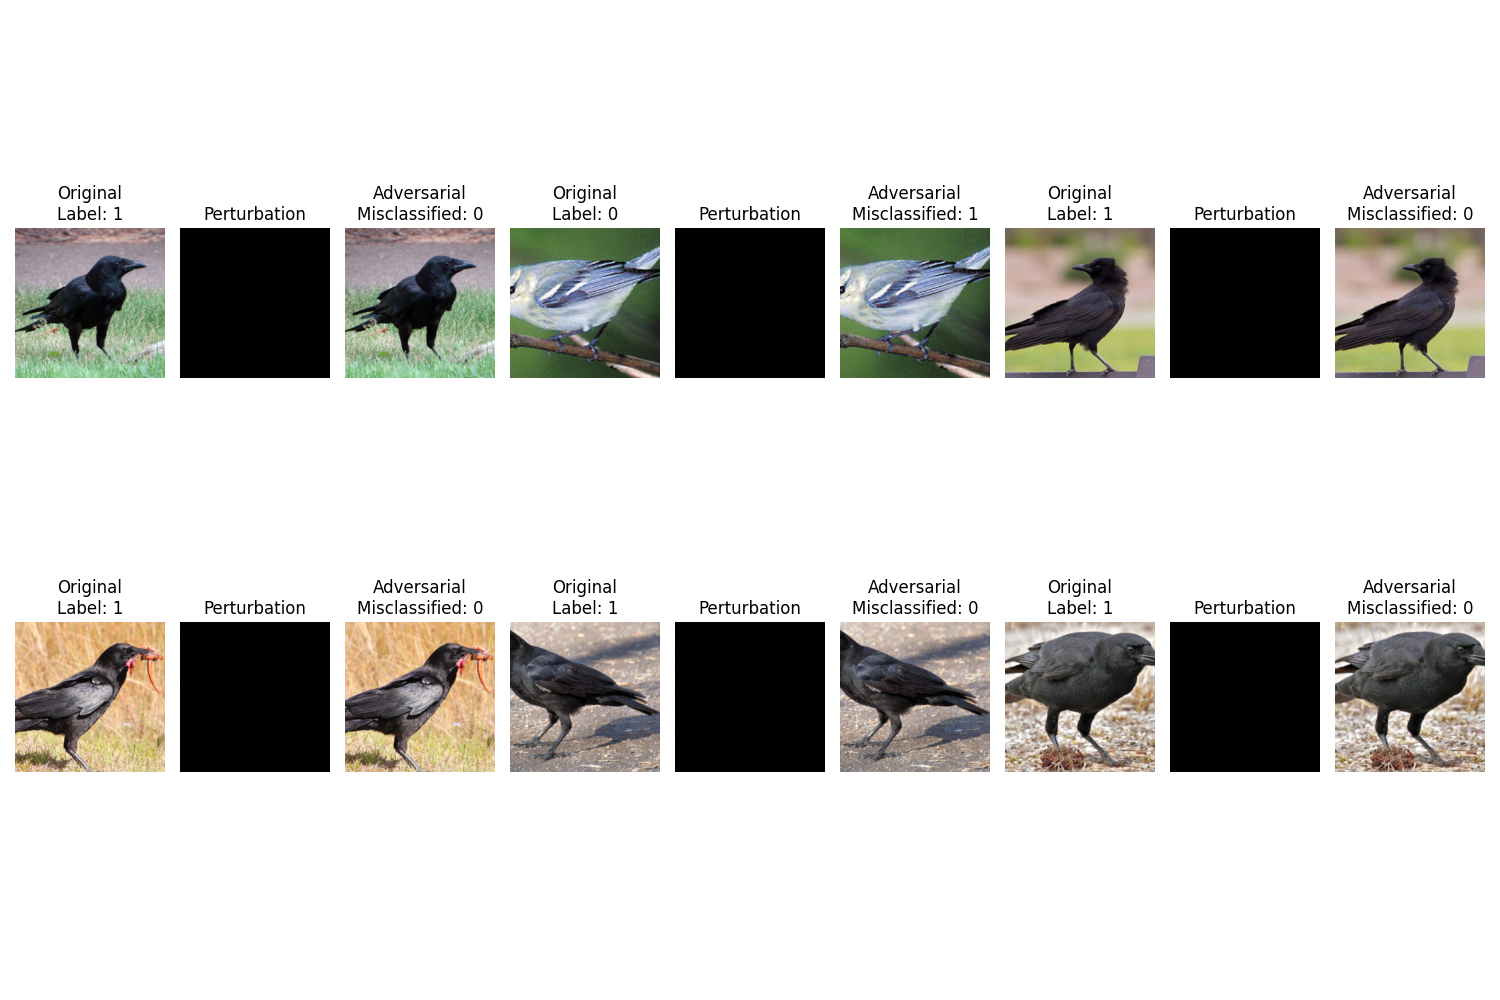 Original
Label: 1
Perturbation
Adversarial
Misclassified: 0
Original
Label: 0
Perturbation
Adversarial
Misclassified: 1
Original
Label: 1
Perturbation
Adversarial
Misclassified: 0
Original
Label: 1
Perturbation
Adversarial
Misclassified: 0
Original
Label: 1
Perturbation
Adversarial
Misclassified: 0
Original
Label: 1
Perturbation
Adversarial
Misclassified: 0